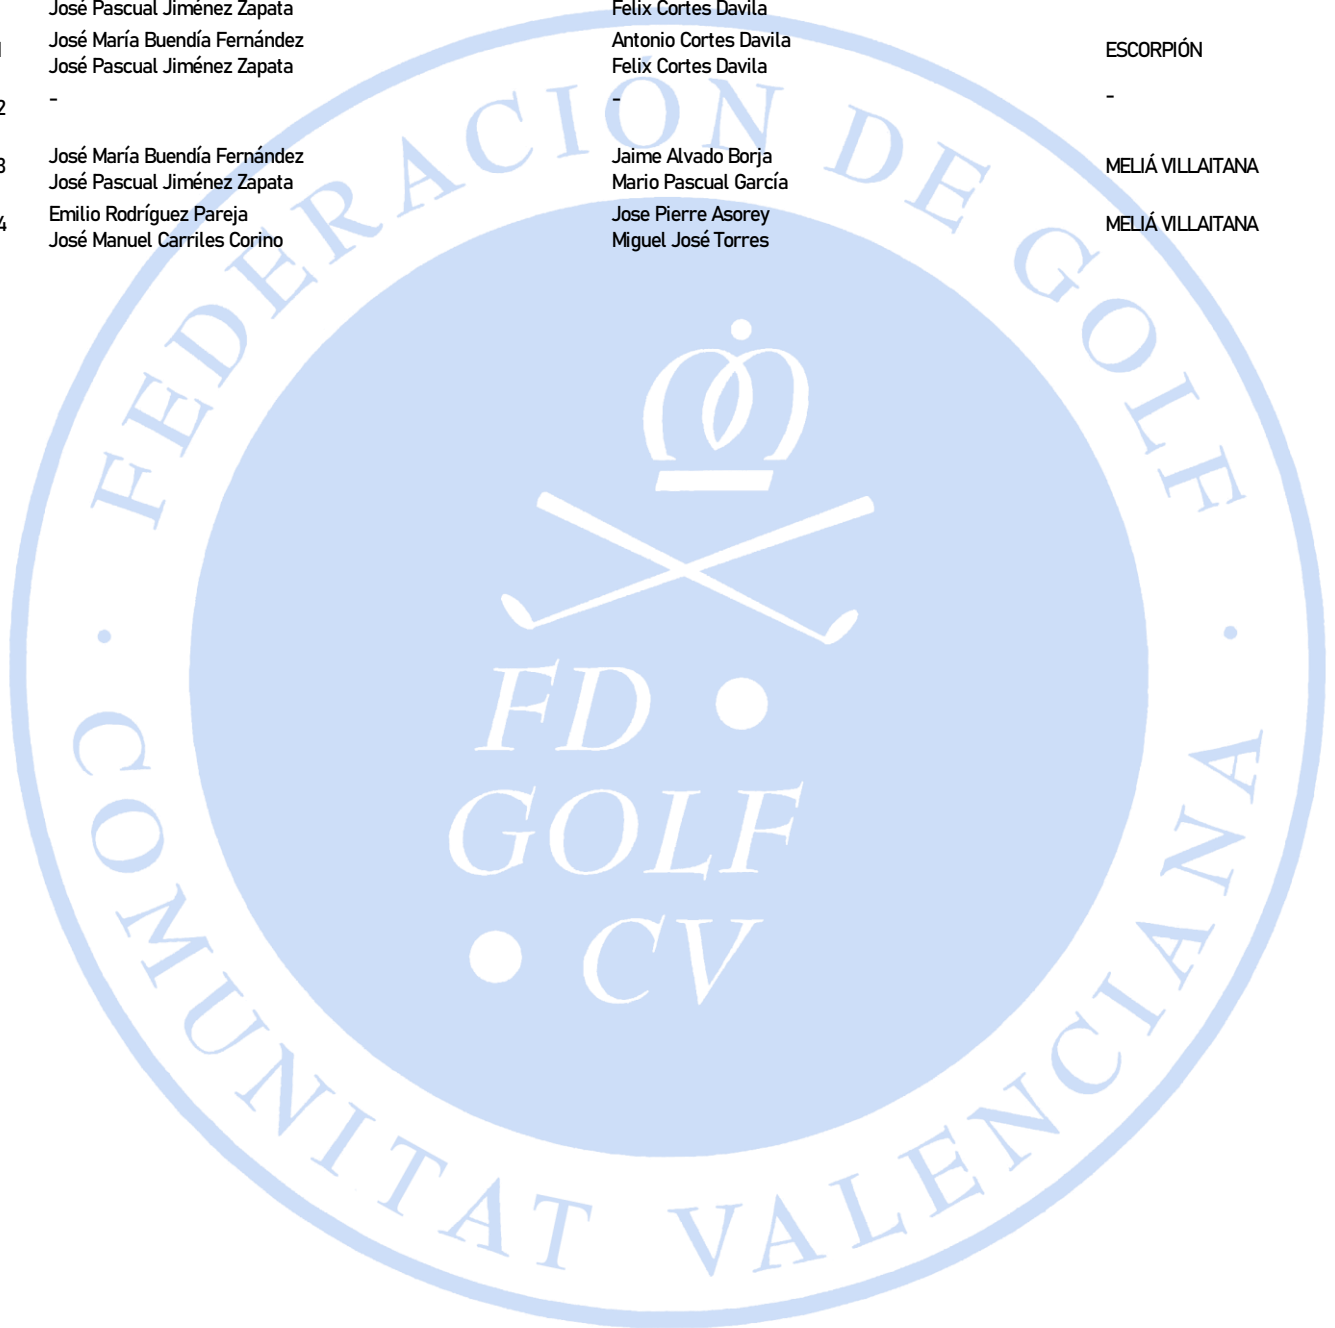 José Pascual Jiménez Zapata Felix Cortes Davila
1 José María Buendía Fernández Antonio Cortes Davila ESCORPIÓN
José Pascual Jiménez Zapata Felix Cortes Davila
2 - - -
3 José María Buendía Fernández Jaime Alvado Borja MELIÁ VILLAITANA
José Pascual Jiménez Zapata Mario Pascual García
4 Emilio Rodríguez Pareja Jose Pierre Asorey MELIÁ VILLAITANA
José Manuel Carriles Corino Miguel José Torres
FEDERACIÓN DE GOLF
FD
GOLF
CV
COMUNITAT VALENCIANA